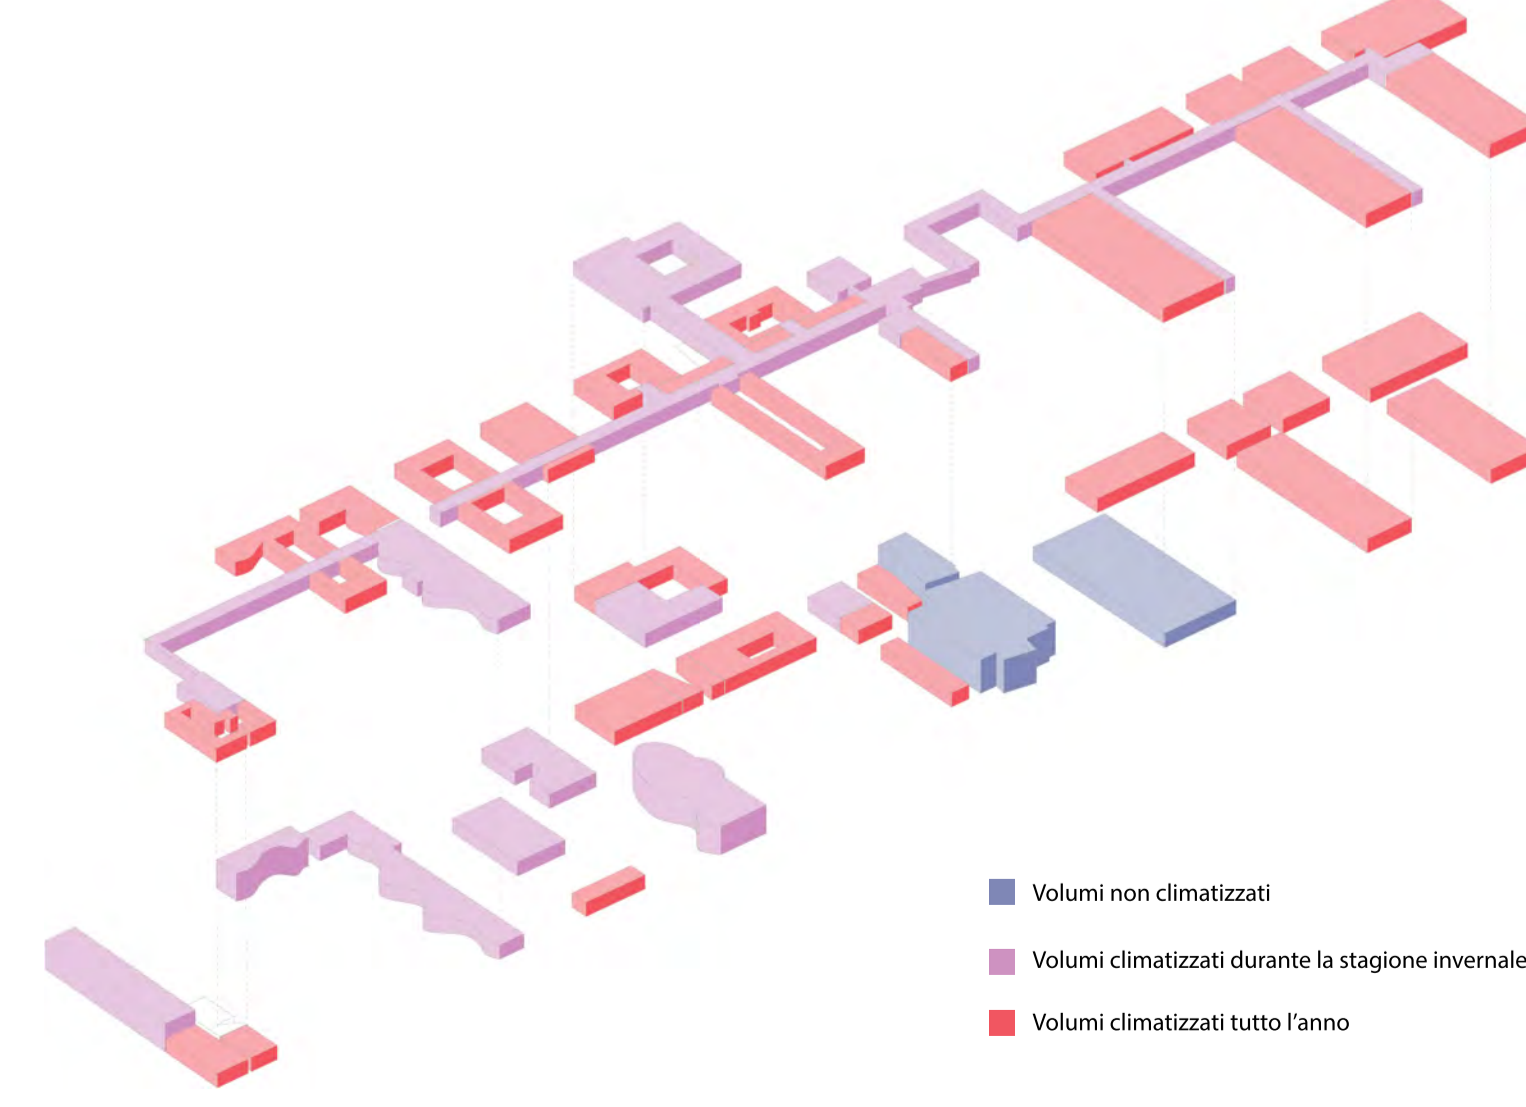 Volumi non climatizzati
Volumi climatizzati durante la stagione invernale
Volumi climatizzati tutto l'anno